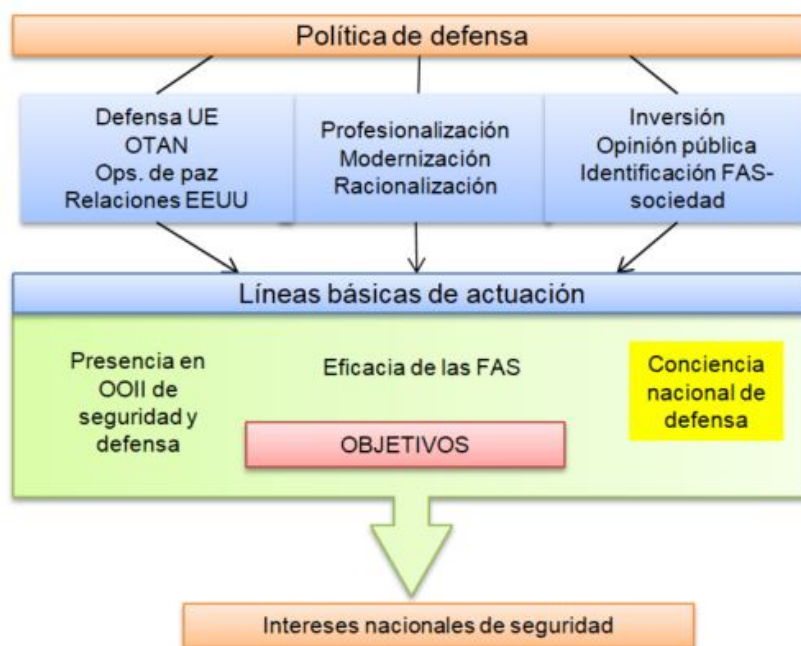 Política de defensa
Defensa UE
OTAN
Ops. de paz
Relaciones EEUU
Profesionalización
Modernización
Racionalización
Inversión
Opinión pública
Identificación FAS-
sociedad
Líneas básicas de actuación
Presencia en
OOII de
seguridad y
defensa
Eficacia de las FAS
Conciencia
nacional de
defensa
OBJETIVOS
Intereses nacionales de seguridad